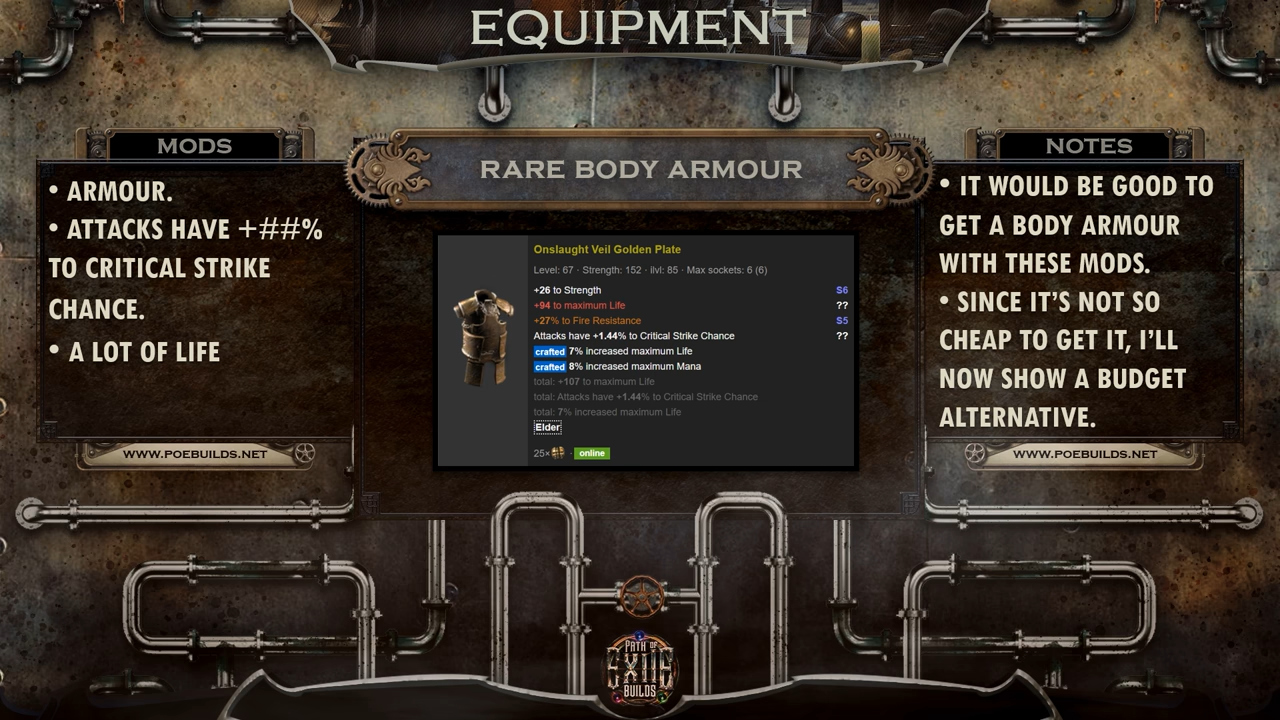 EQUIPMENT
MODS
• ARMOUR.
• ATTACKS HAVE +##%
TO CRITICAL STRIKE
CHANCE.
• A LOT OF LIFE
WWW.POEBUILDS.NET
RARE BODY ARMOUR
Onslaught Veil Golden Plate
Level: 67 · Strength: 152 · ilvl: 85 · Max sockets: 6 (6)
+26 to Strength S6
+94 to maximum Life ??
+27% to Fire Resistance S5
Attacks have +1.44% to Critical Strike Chance ??
crafted 7% increased maximum Life
crafted 8% increased maximum Mana
total: +107 to maximum Life
total: Attacks have +1.44% to Critical Strike Chance
total: 7% increased maximum Life
Elder
25× · online
NOTES
• IT WOULD BE GOOD TO
GET A BODY ARMOUR
WITH THESE MODS.
• SINCE IT'S NOT SO
CHEAP TO GET IT, I'LL
NOW SHOW A BUDGET
ALTERNATIVE.
WWW.POEBUILDS.NET
PATH OF
EXILE
BUILDS